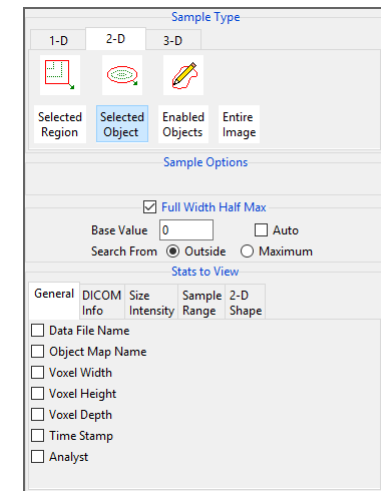 Sample Type
1-D 2-D 3-D
Selected Selected Enabled Entire
Region Object Objects Image
Sample Options
Full Width Half Max
Base Value 0 Auto
Search From Outside Maximum
Stats to View
General DICOM Size Sample 2-D
Info Intensity Range Shape
Data File Name
Object Map Name
Voxel Width
Voxel Height
Voxel Depth
Time Stamp
Analyst